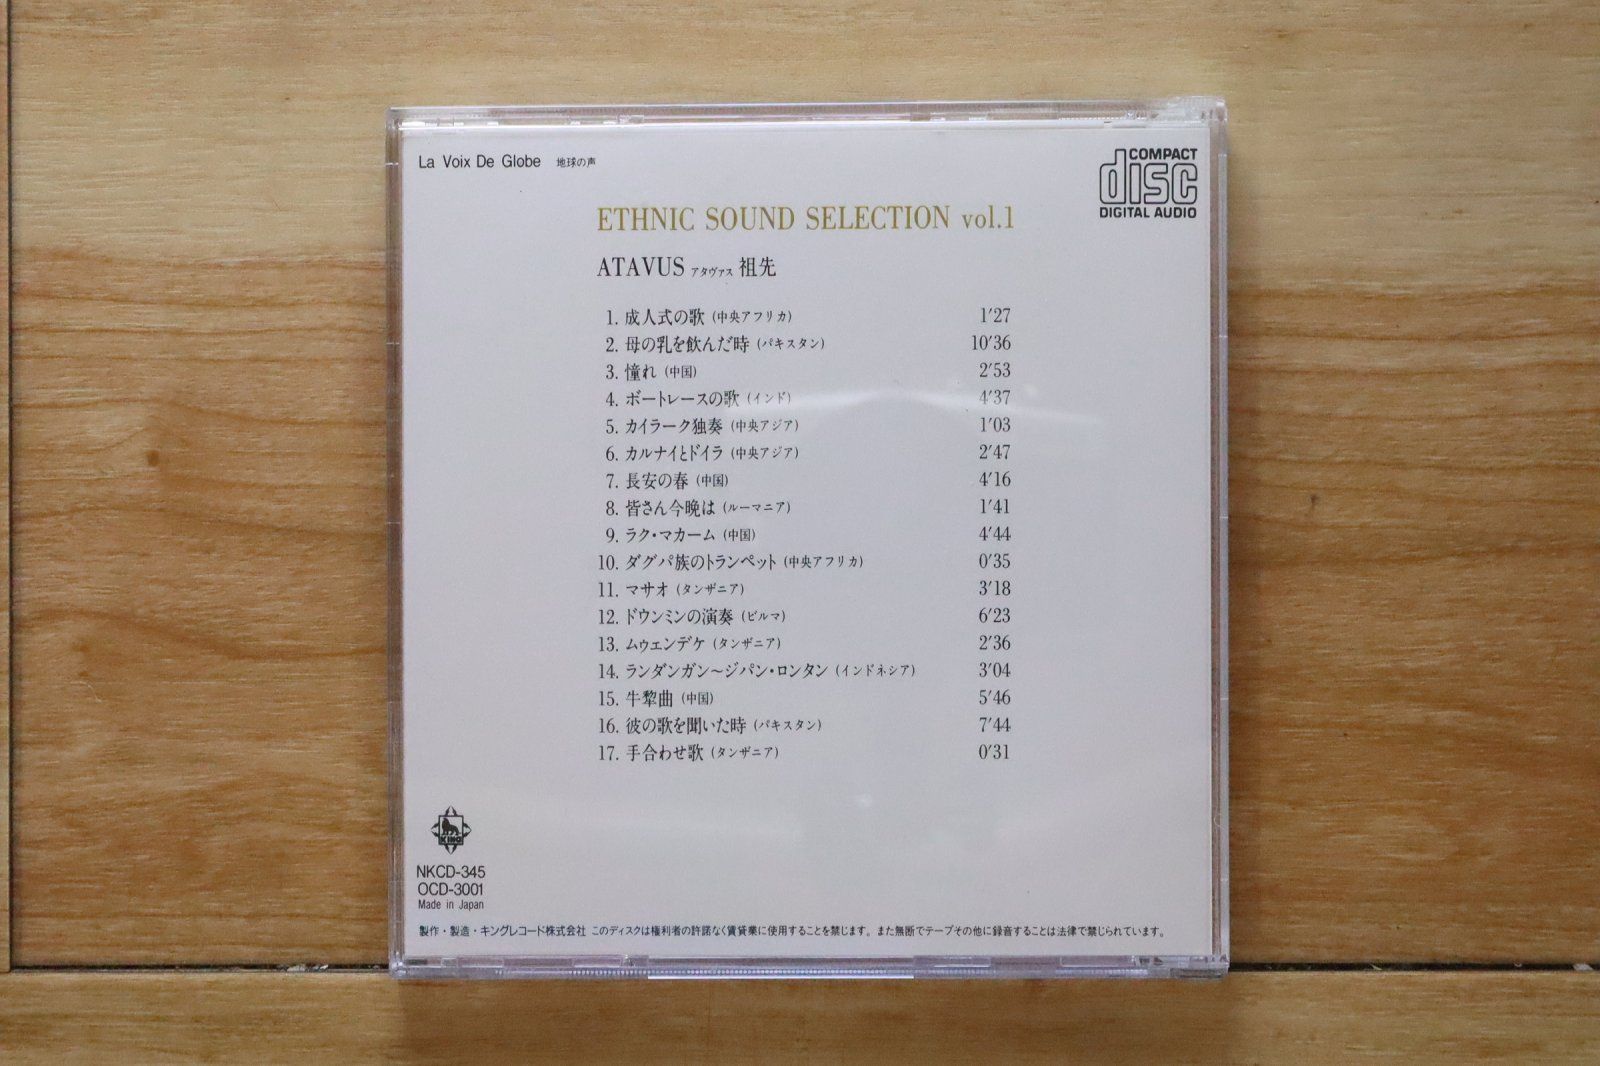 La Voix De Globe 地球の声
COMPACT
disc
DIGITAL AUDIO
ETHNIC SOUND SELECTION vol.1
ATAVUS アタヴァス 祖先
1. 成人式の歌 (中央アフリカ) 1'27
2. 母の乳を飲んだ時 (パキスタン) 10'36
3. 憧れ (中国) 2'53
4. ボートレースの歌 (インド) 4'37
5. カイラーク独奏 (中央アジア) 1'03
6. カルナイとドイラ (中央アジア) 2'47
7. 長安の春 (中国) 4'16
8. 皆さん今晩は (ルーマニア) 1'41
9. ラク・マカーム (中国) 4'44
10. ダグパ族のトランペット (中央アフリカ) 0'35
11. マサオ (タンザニア) 3'18
12. ドウンミンの演奏 (ビルマ) 6'23
13. ムゥェンデケ (タンザニア) 2'36
14. ランダンガン〜ジパン・ロンタン (インドネシア) 3'04
15. 牛犂曲 (中国) 5'46
16. 彼の歌を聞いた時 (パキスタン) 7'44
17. 手合わせ歌 (タンザニア) 0'31
KING
NKCD-345
OCD-3001
Made in Japan
製作・製造・キングレコード株式会社 このディスクは権利者の許諾なく賃貸業に使用することを禁じます。また無断でテープその他に録音することは法律で禁じられています。